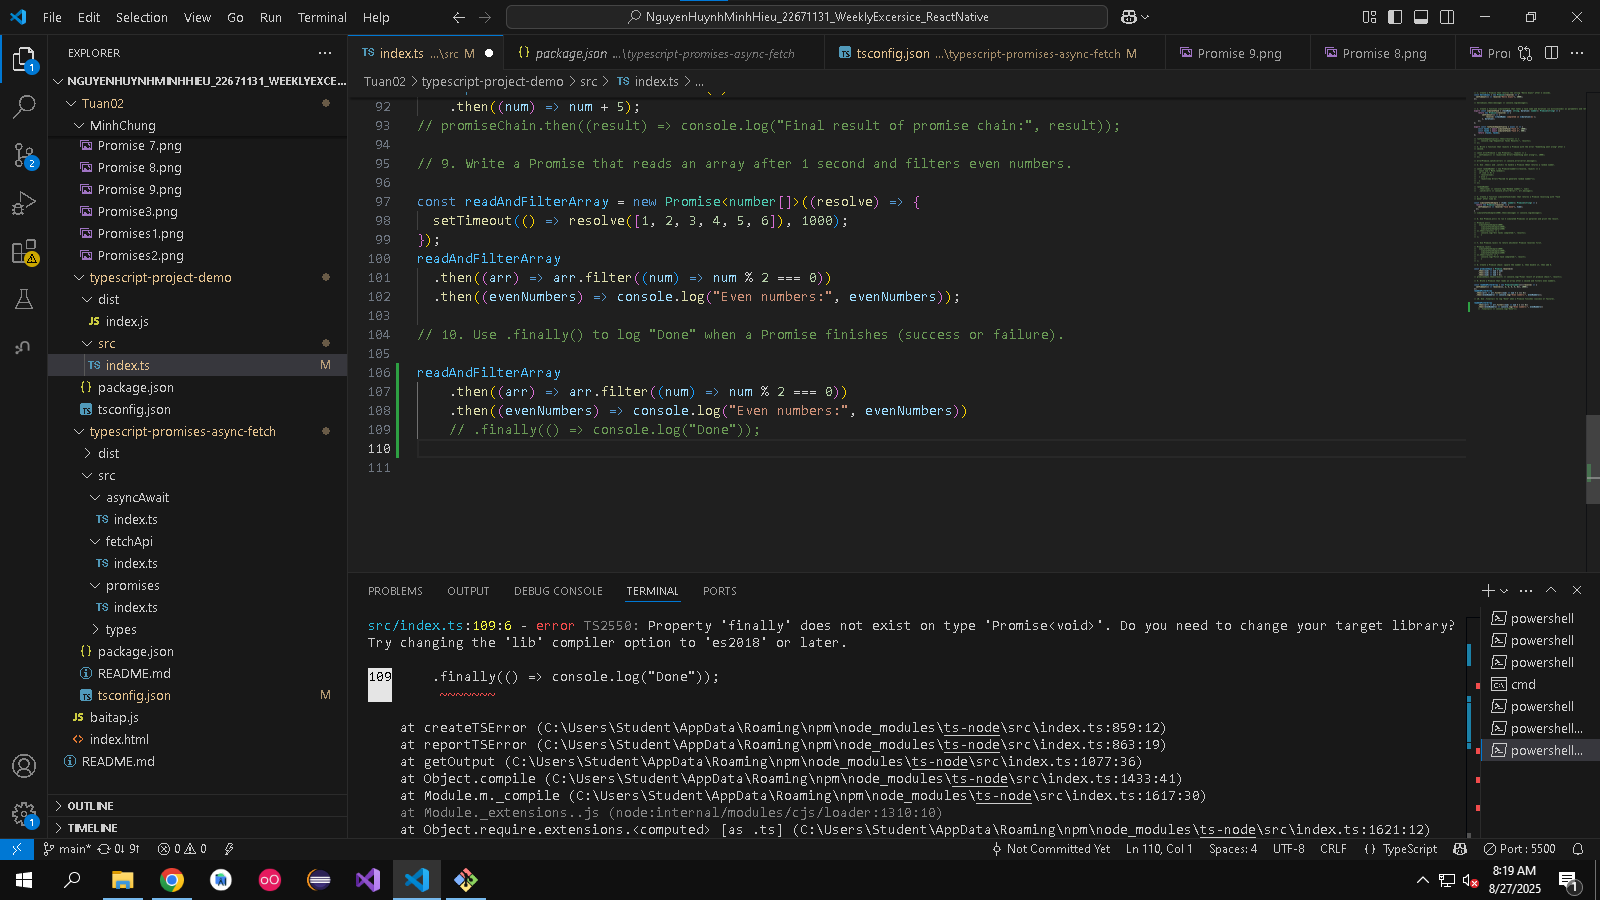 File Edit Selection View Go Run Terminal Help
NguyenHuynhMinhHieu_22671131_WeeklyExcersice_ReactNative
EXPLORER
NGUYENHUYNHMINHHIEU_22671131_WEEKLYEXCE...
Tuan02
MinhChung
Promise 7.png
Promise 8.png
Promise 9.png
Promise3.png
Promises1.png
Promises2.png
typescript-project-demo
dist
JS index.js
src
TS index.ts M
{} package.json
TS tsconfig.json
typescript-promises-async-fetch
dist
src
asyncAwait
TS index.ts
fetchApi
TS index.ts
promises
TS index.ts
types
{} package.json
README.md
TS tsconfig.json M
JS baitap.js
<> index.html
README.md
OUTLINE
TIMELINE
TS index.ts ...\src M
{} package.json ...\typescript-promises-async-fetch
TS tsconfig.json ...\typescript-promises-async-fetch M
Promise 9.png
Promise 8.png
Pro
Tuan02 > typescript-project-demo > src > TS index.ts > ...
92 .then((num) => num + 5);
93 // promiseChain.then((result) => console.log("Final result of promise chain:", result));
94
95 // 9. Write a Promise that reads an array after 1 second and filters even numbers.
96
97 const readAndFilterArray = new Promise<number[]>((resolve) => {
98 setTimeout(() => resolve([1, 2, 3, 4, 5, 6]), 1000);
99 });
100 readAndFilterArray
101 .then((arr) => arr.filter((num) => num % 2 === 0))
102 .then((evenNumbers) => console.log("Even numbers:", evenNumbers));
103
104 // 10. Use .finally() to log "Done" when a Promise finishes (success or failure).
105
106 readAndFilterArray
107 .then((arr) => arr.filter((num) => num % 2 === 0))
108 .then((evenNumbers) => console.log("Even numbers:", evenNumbers))
109 // .finally(() => console.log("Done"));
110
111
PROBLEMS OUTPUT DEBUG CONSOLE TERMINAL PORTS
src/index.ts:109:6 - error TS2550: Property 'finally' does not exist on type 'Promise<void>'. Do you need to change your target library?
Try changing the 'lib' compiler option to 'es2018' or later.
109 .finally(() => console.log("Done"));
~~~~~~~
at createTSError (C:\Users\Student\AppData\Roaming\npm\node_modules\ts-node\src\index.ts:859:12)
at reportTSError (C:\Users\Student\AppData\Roaming\npm\node_modules\ts-node\src\index.ts:863:19)
at getOutput (C:\Users\Student\AppData\Roaming\npm\node_modules\ts-node\src\index.ts:1077:36)
at Object.compile (C:\Users\Student\AppData\Roaming\npm\node_modules\ts-node\src\index.ts:1433:41)
at Module.m._compile (C:\Users\Student\AppData\Roaming\npm\node_modules\ts-node\src\index.ts:1617:30)
at Module._extensions..js (node:internal/modules/cjs/loader:1310:10)
at Object.require.extensions.<computed> [as .ts] (C:\Users\Student\AppData\Roaming\npm\node_modules\ts-node\src\index.ts:1621:12)
powershell
powershell
powershell
cmd
powershell
powershell...
powershell...
main* 0↓ 9↑ 0 0
Not Committed Yet Ln 110, Col 1 Spaces: 4 UTF-8 CRLF {} TypeScript Port : 5500
8:19 AM
8/27/2025